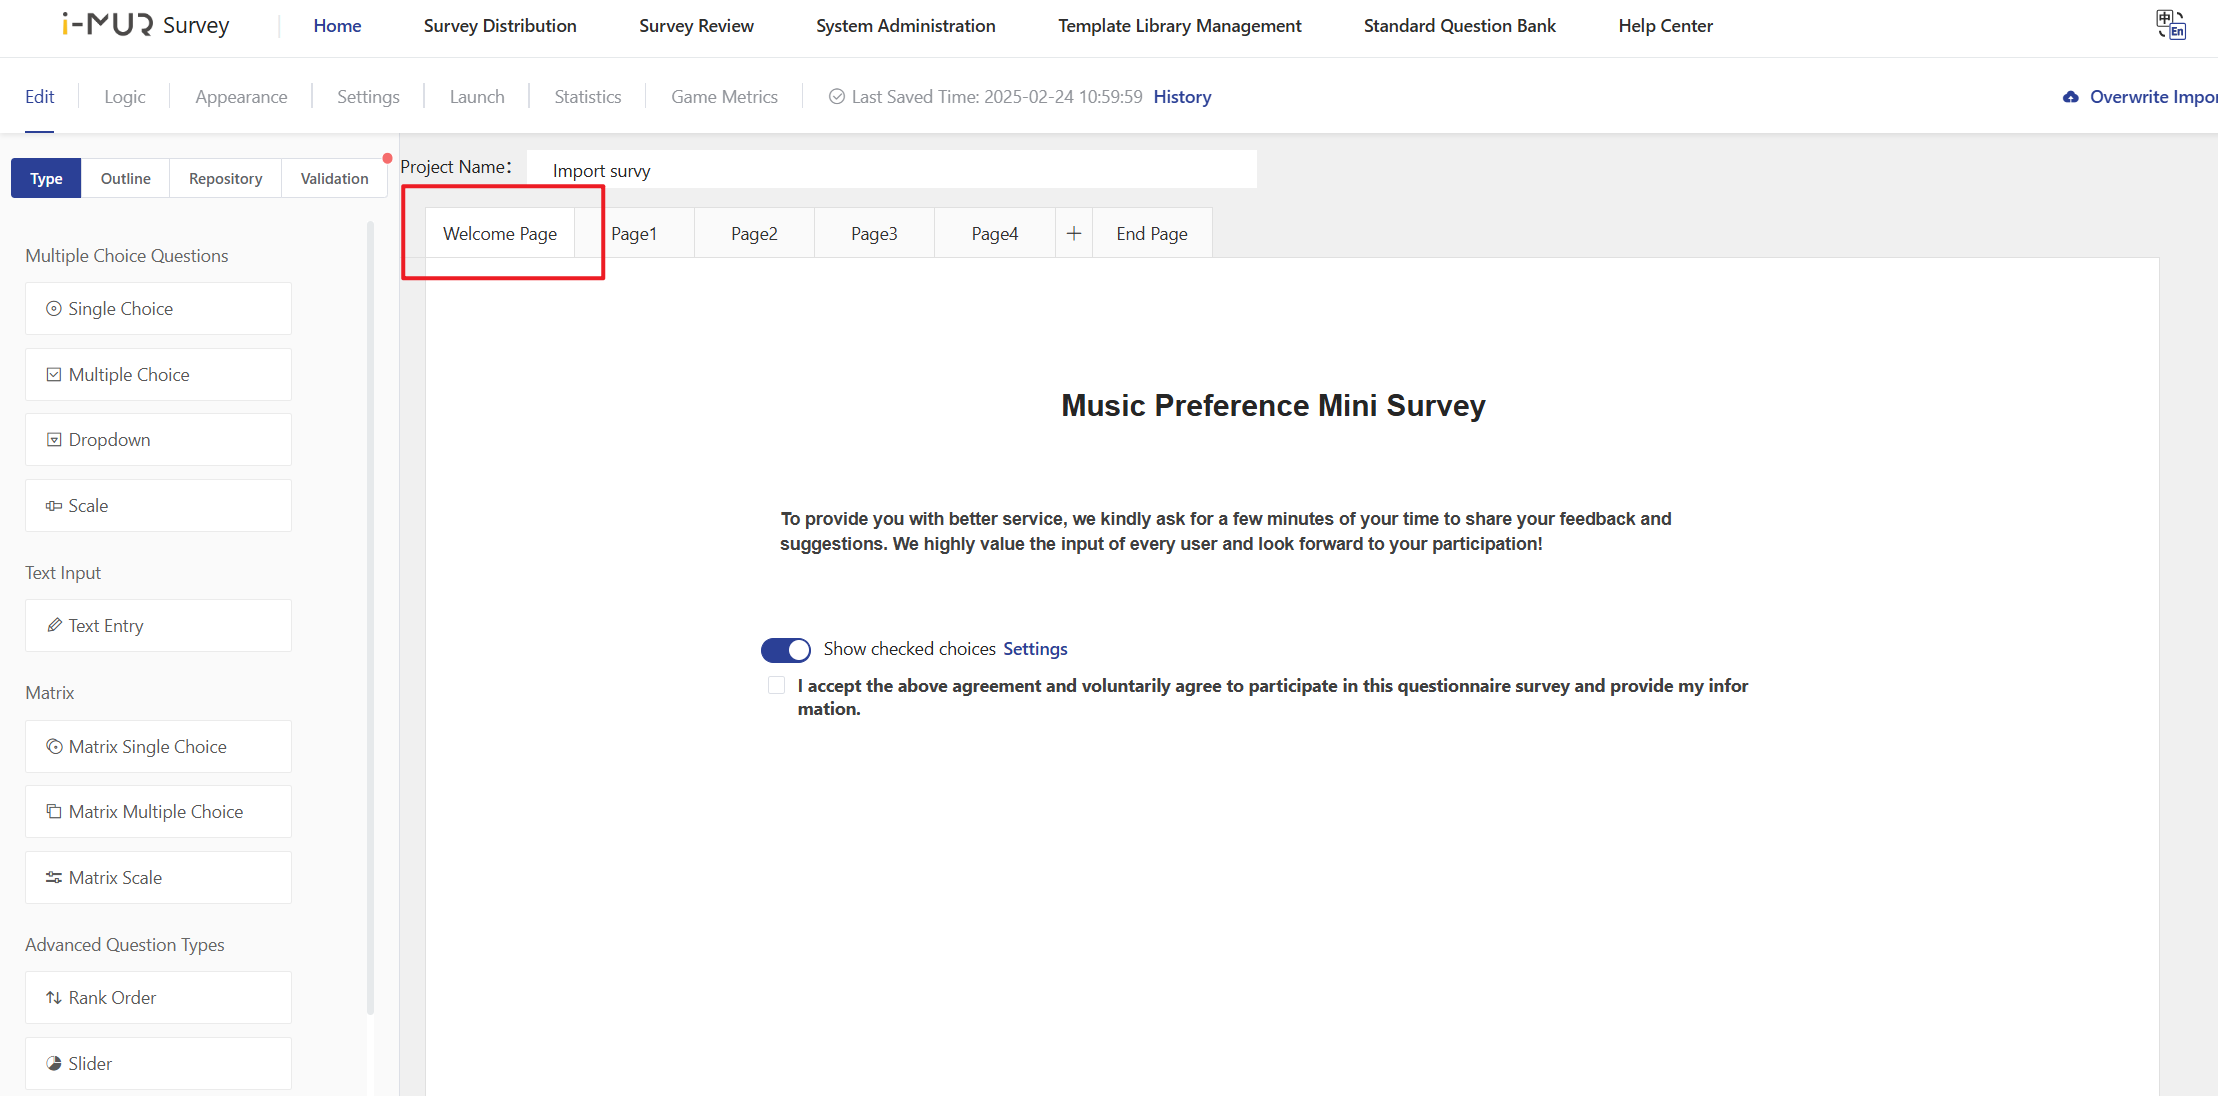 i-MUR Survey
Home
Survey Distribution
Survey Review
System Administration
Template Library Management
Standard Question Bank
Help Center
中
En
Edit
Logic
Appearance
Settings
Launch
Statistics
Game Metrics
Last Saved Time: 2025-02-24 10:59:59 History
Overwrite Impor
Type
Outline
Repository
Validation
Project Name:
Import survy
Welcome Page
Page1
Page2
Page3
Page4
+
End Page
Multiple Choice Questions
Single Choice
Multiple Choice
Dropdown
Scale
Text Input
Text Entry
Matrix
Matrix Single Choice
Matrix Multiple Choice
Matrix Scale
Advanced Question Types
Rank Order
Slider
Music Preference Mini Survey
To provide you with better service, we kindly ask for a few minutes of your time to share your feedback and
suggestions. We highly value the input of every user and look forward to your participation!
Show checked choices Settings
I accept the above agreement and voluntarily agree to participate in this questionnaire survey and provide my infor
mation.